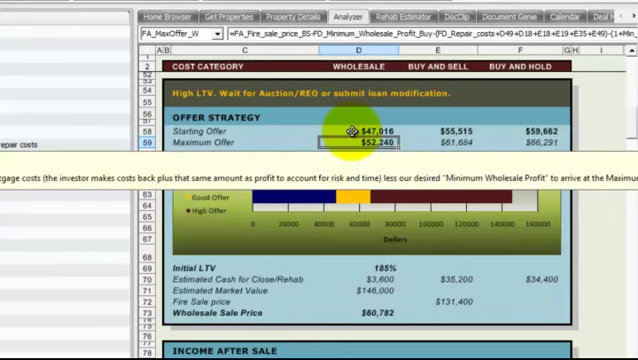 Home Browser Get Properties Property Details Analyzer Rehab Estimator DocClip Document Genie Calendar Deal M
FA_MaxOffer_W =FA_Fire_sale_price_BS-FD_Minimum_Wholesale_Profit_Buy-(FD_Repair_costs+D49+D18+E18+E19+E35+E49)-(1+Min_
A B C D E F G H I
1
2 COST CATEGORY WHOLESALE BUY AND SELL BUY AND HOLD
52
53
54 High LTV. Wait for Auction/REO or submit loan modification.
55
56 OFFER STRATEGY
58 Starting Offer $47,016 $55,515 $59,662
59 Maximum Offer $52,240 $61,684 $66,291
repair costs
tgage costs (the investor makes costs back plus that same amount as profit to account for risk and time) less our desired "Minimum Wholesale Profit" to arrive at the Maximum
63 Good Offer
64 High Offer
65
66 0 20000 40000 60000 80000 100000 120000 140000 160000
67 Dollars
68
69 Initial LTV 185%
70 Estimated Cash for Close/Rehab $3,600 $35,200 $34,400
71 Estimated Market Value $146,000
72 Fire Sale price $131,400
73 Wholesale Sale Price $60,782
75
76
77 INCOME AFTER SALE
78